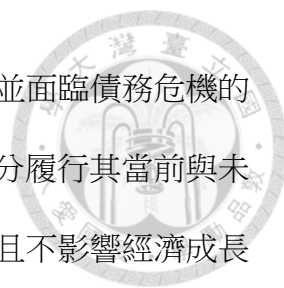 並面臨債務危機的
分履行其當前與未
且不影響經濟成長